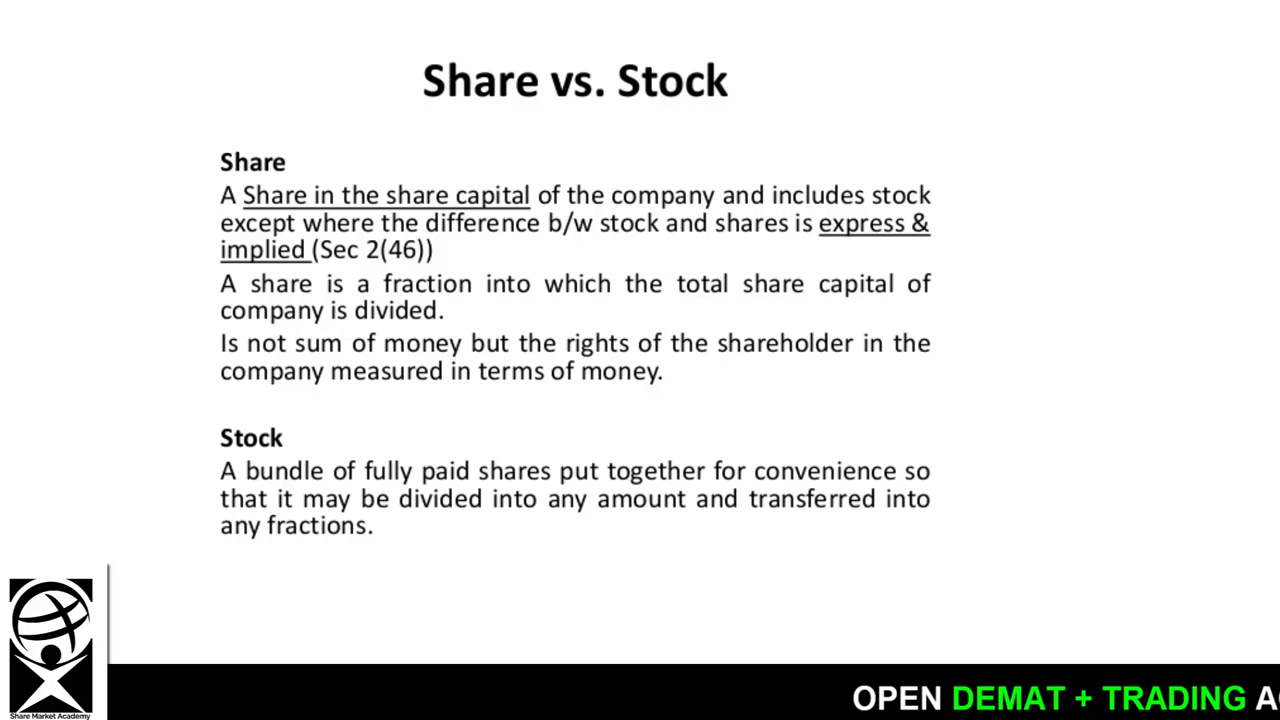 Share vs. Stock
Share
A Share in the share capital of the company and includes stock
except where the difference b/w stock and shares is express &
implied (Sec 2(46))
A share is a fraction into which the total share capital of
company is divided.
Is not sum of money but the rights of the shareholder in the
company measured in terms of money.
Stock
A bundle of fully paid shares put together for convenience so
that it may be divided into any amount and transferred into
any fractions.
Share Market Academy
OPEN DEMAT + TRADING A